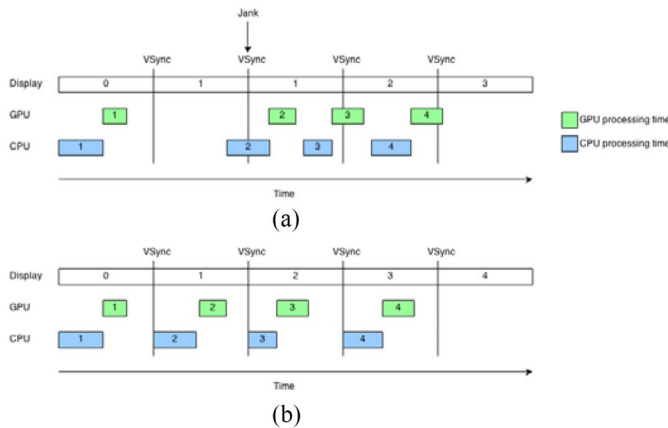 Jank
VSync VSync VSync VSync
Display 0 1 1 2 3
GPU 1 2 3 4
CPU 1 2 3 4
GPU processing time
CPU processing time
Time
(a)
VSync VSync VSync VSync
Display 0 1 2 3 4
GPU 1 2 3 4
CPU 1 2 3 4
Time
(b)